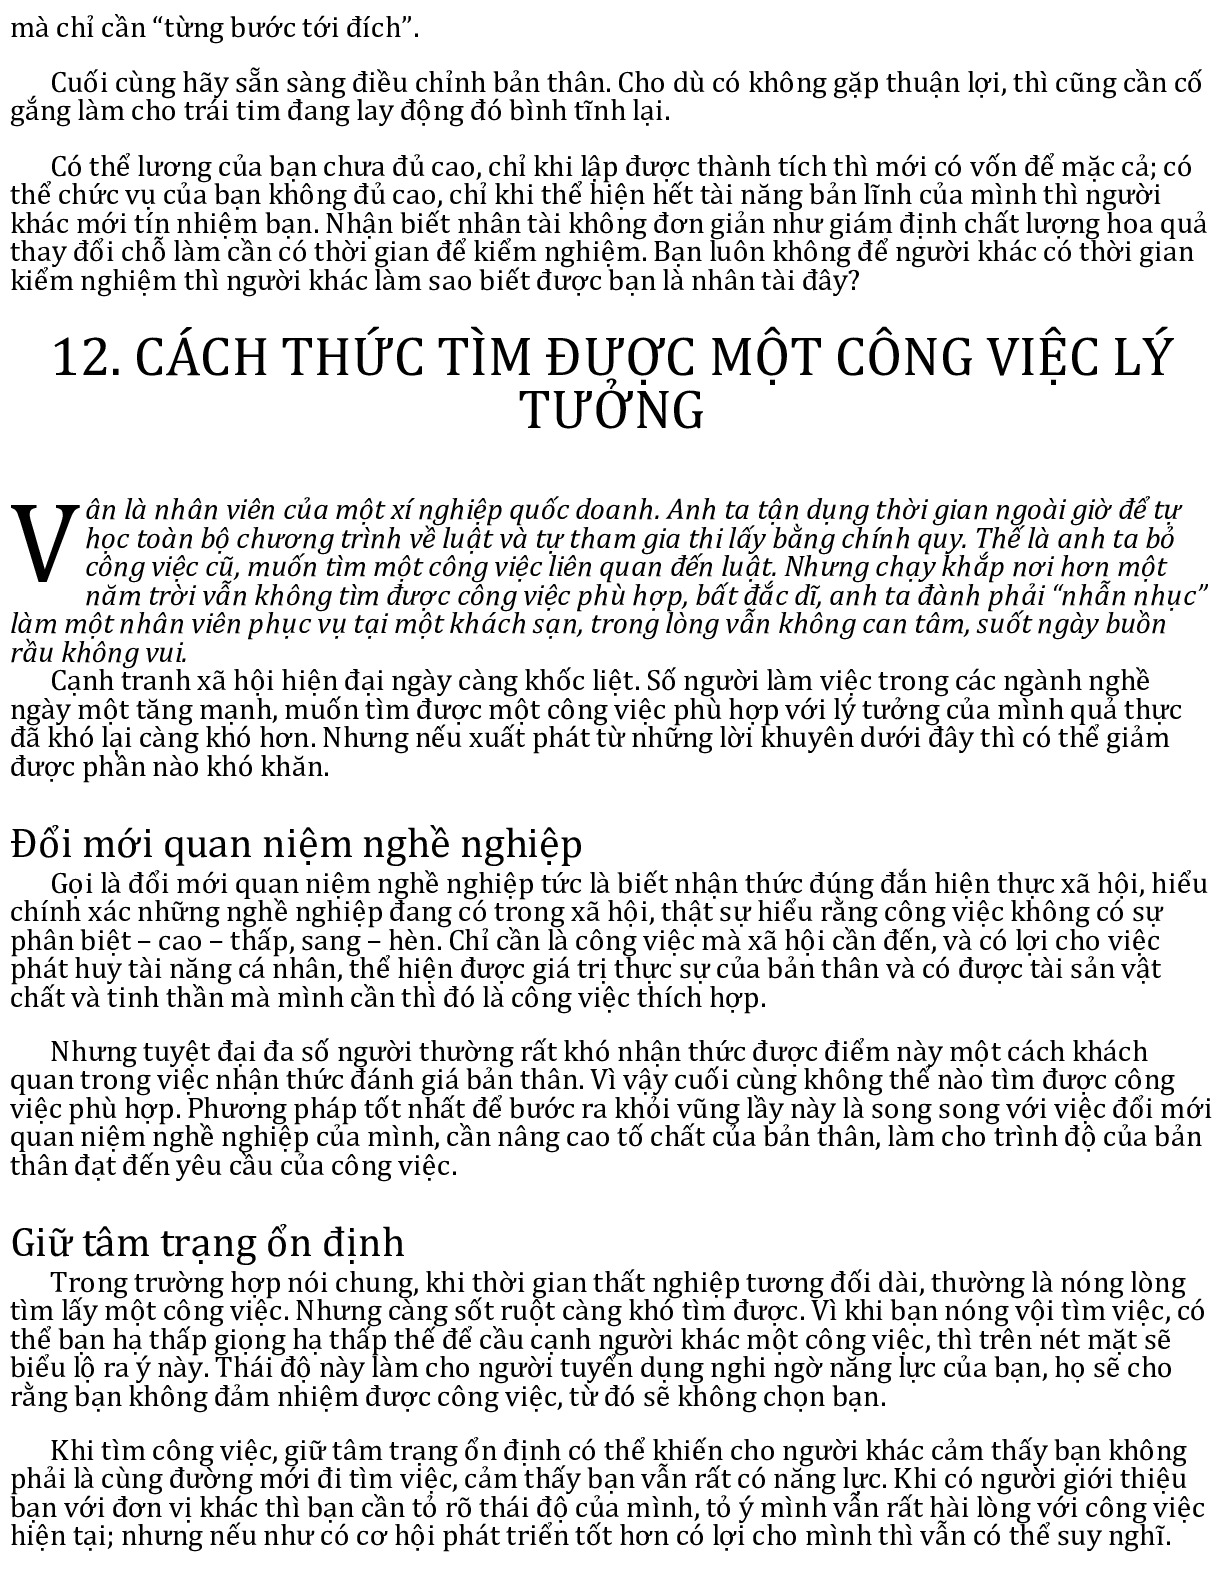 mà chỉ cần “từng bước tới đích”.
Cuối cùng hãy sẵn sàng điều chỉnh bản thân. Cho dù có không gặp thuận lợi, thì cũng cần cố
gắng làm cho trái tim đang lay động đó bình tĩnh lại.
Có thể lương của bạn chưa đủ cao, chỉ khi lập được thành tích thì mới có vốn để mặc cả; có
thể chức vụ của bạn không đủ cao, chỉ khi thể hiện hết tài năng bản lĩnh của mình thì người
khác mới tín nhiệm bạn. Nhận biết nhân tài không đơn giản như giám định chất lượng hoa quả
thay đổi chỗ làm cần có thời gian để kiểm nghiệm. Bạn luôn không để người khác có thời gian
kiểm nghiệm thì người khác làm sao biết được bạn là nhân tài đây?
12. CÁCH THỨC TÌM ĐƯỢC MỘT CÔNG VIỆC LÝ
TƯỞNG
Vân là nhân viên của một xí nghiệp quốc doanh. Anh ta tận dụng thời gian ngoài giờ để tự
học toàn bộ chương trình về luật và tự tham gia thi lấy bằng chính quy. Thế là anh ta bỏ
công việc cũ, muốn tìm một công việc liên quan đến luật. Nhưng chạy khắp nơi hơn một
năm trời vẫn không tìm được công việc phù hợp, bất đắc dĩ, anh ta đành phải “nhẫn nhục”
làm một nhân viên phục vụ tại một khách sạn, trong lòng vẫn không can tâm, suốt ngày buồn
rầu không vui.
Cạnh tranh xã hội hiện đại ngày càng khốc liệt. Số người làm việc trong các ngành nghề
ngày một tăng mạnh, muốn tìm được một công việc phù hợp với lý tưởng của mình quả thực
đã khó lại càng khó hơn. Nhưng nếu xuất phát từ những lời khuyên dưới đây thì có thể giảm
được phần nào khó khăn.
Đổi mới quan niệm nghề nghiệp
Gọi là đổi mới quan niệm nghề nghiệp tức là biết nhận thức đúng đắn hiện thực xã hội, hiểu
chính xác những nghề nghiệp đang có trong xã hội, thật sự hiểu rằng công việc không có sự
phân biệt – cao – thấp, sang – hèn. Chỉ cần là công việc mà xã hội cần đến, và có lợi cho việc
phát huy tài năng cá nhân, thể hiện được giá trị thực sự của bản thân và có được tài sản vật
chất và tinh thần mà mình cần thì đó là công việc thích hợp.
Nhưng tuyệt đại đa số người thường rất khó nhận thức được điểm này một cách khách
quan trong việc nhận thức đánh giá bản thân. Vì vậy cuối cùng không thể nào tìm được công
việc phù hợp. Phương pháp tốt nhất để bước ra khỏi vũng lầy này là song song với việc đổi mới
quan niệm nghề nghiệp của mình, cần nâng cao tố chất của bản thân, làm cho trình độ của bản
thân đạt đến yêu cầu của công việc.
Giữ tâm trạng ổn định
Trong trường hợp nói chung, khi thời gian thất nghiệp tương đối dài, thường là nóng lòng
tìm lấy một công việc. Nhưng càng sốt ruột càng khó tìm được. Vì khi bạn nóng vội tìm việc, có
thể bạn hạ thấp giọng hạ thấp thế để cầu cạnh người khác một công việc, thì trên nét mặt sẽ
biểu lộ ra ý này. Thái độ này làm cho người tuyển dụng nghi ngờ năng lực của bạn, họ sẽ cho
rằng bạn không đảm nhiệm được công việc, từ đó sẽ không chọn bạn.
Khi tìm công việc, giữ tâm trạng ổn định có thể khiến cho người khác cảm thấy bạn không
phải là cùng đường mới đi tìm việc, cảm thấy bạn vẫn rất có năng lực. Khi có người giới thiệu
bạn với đơn vị khác thì bạn cần tỏ rõ thái độ của mình, tỏ ý mình vẫn rất hài lòng với công việc
hiện tại; nhưng nếu như có cơ hội phát triển tốt hơn có lợi cho mình thì vẫn có thể suy nghĩ.